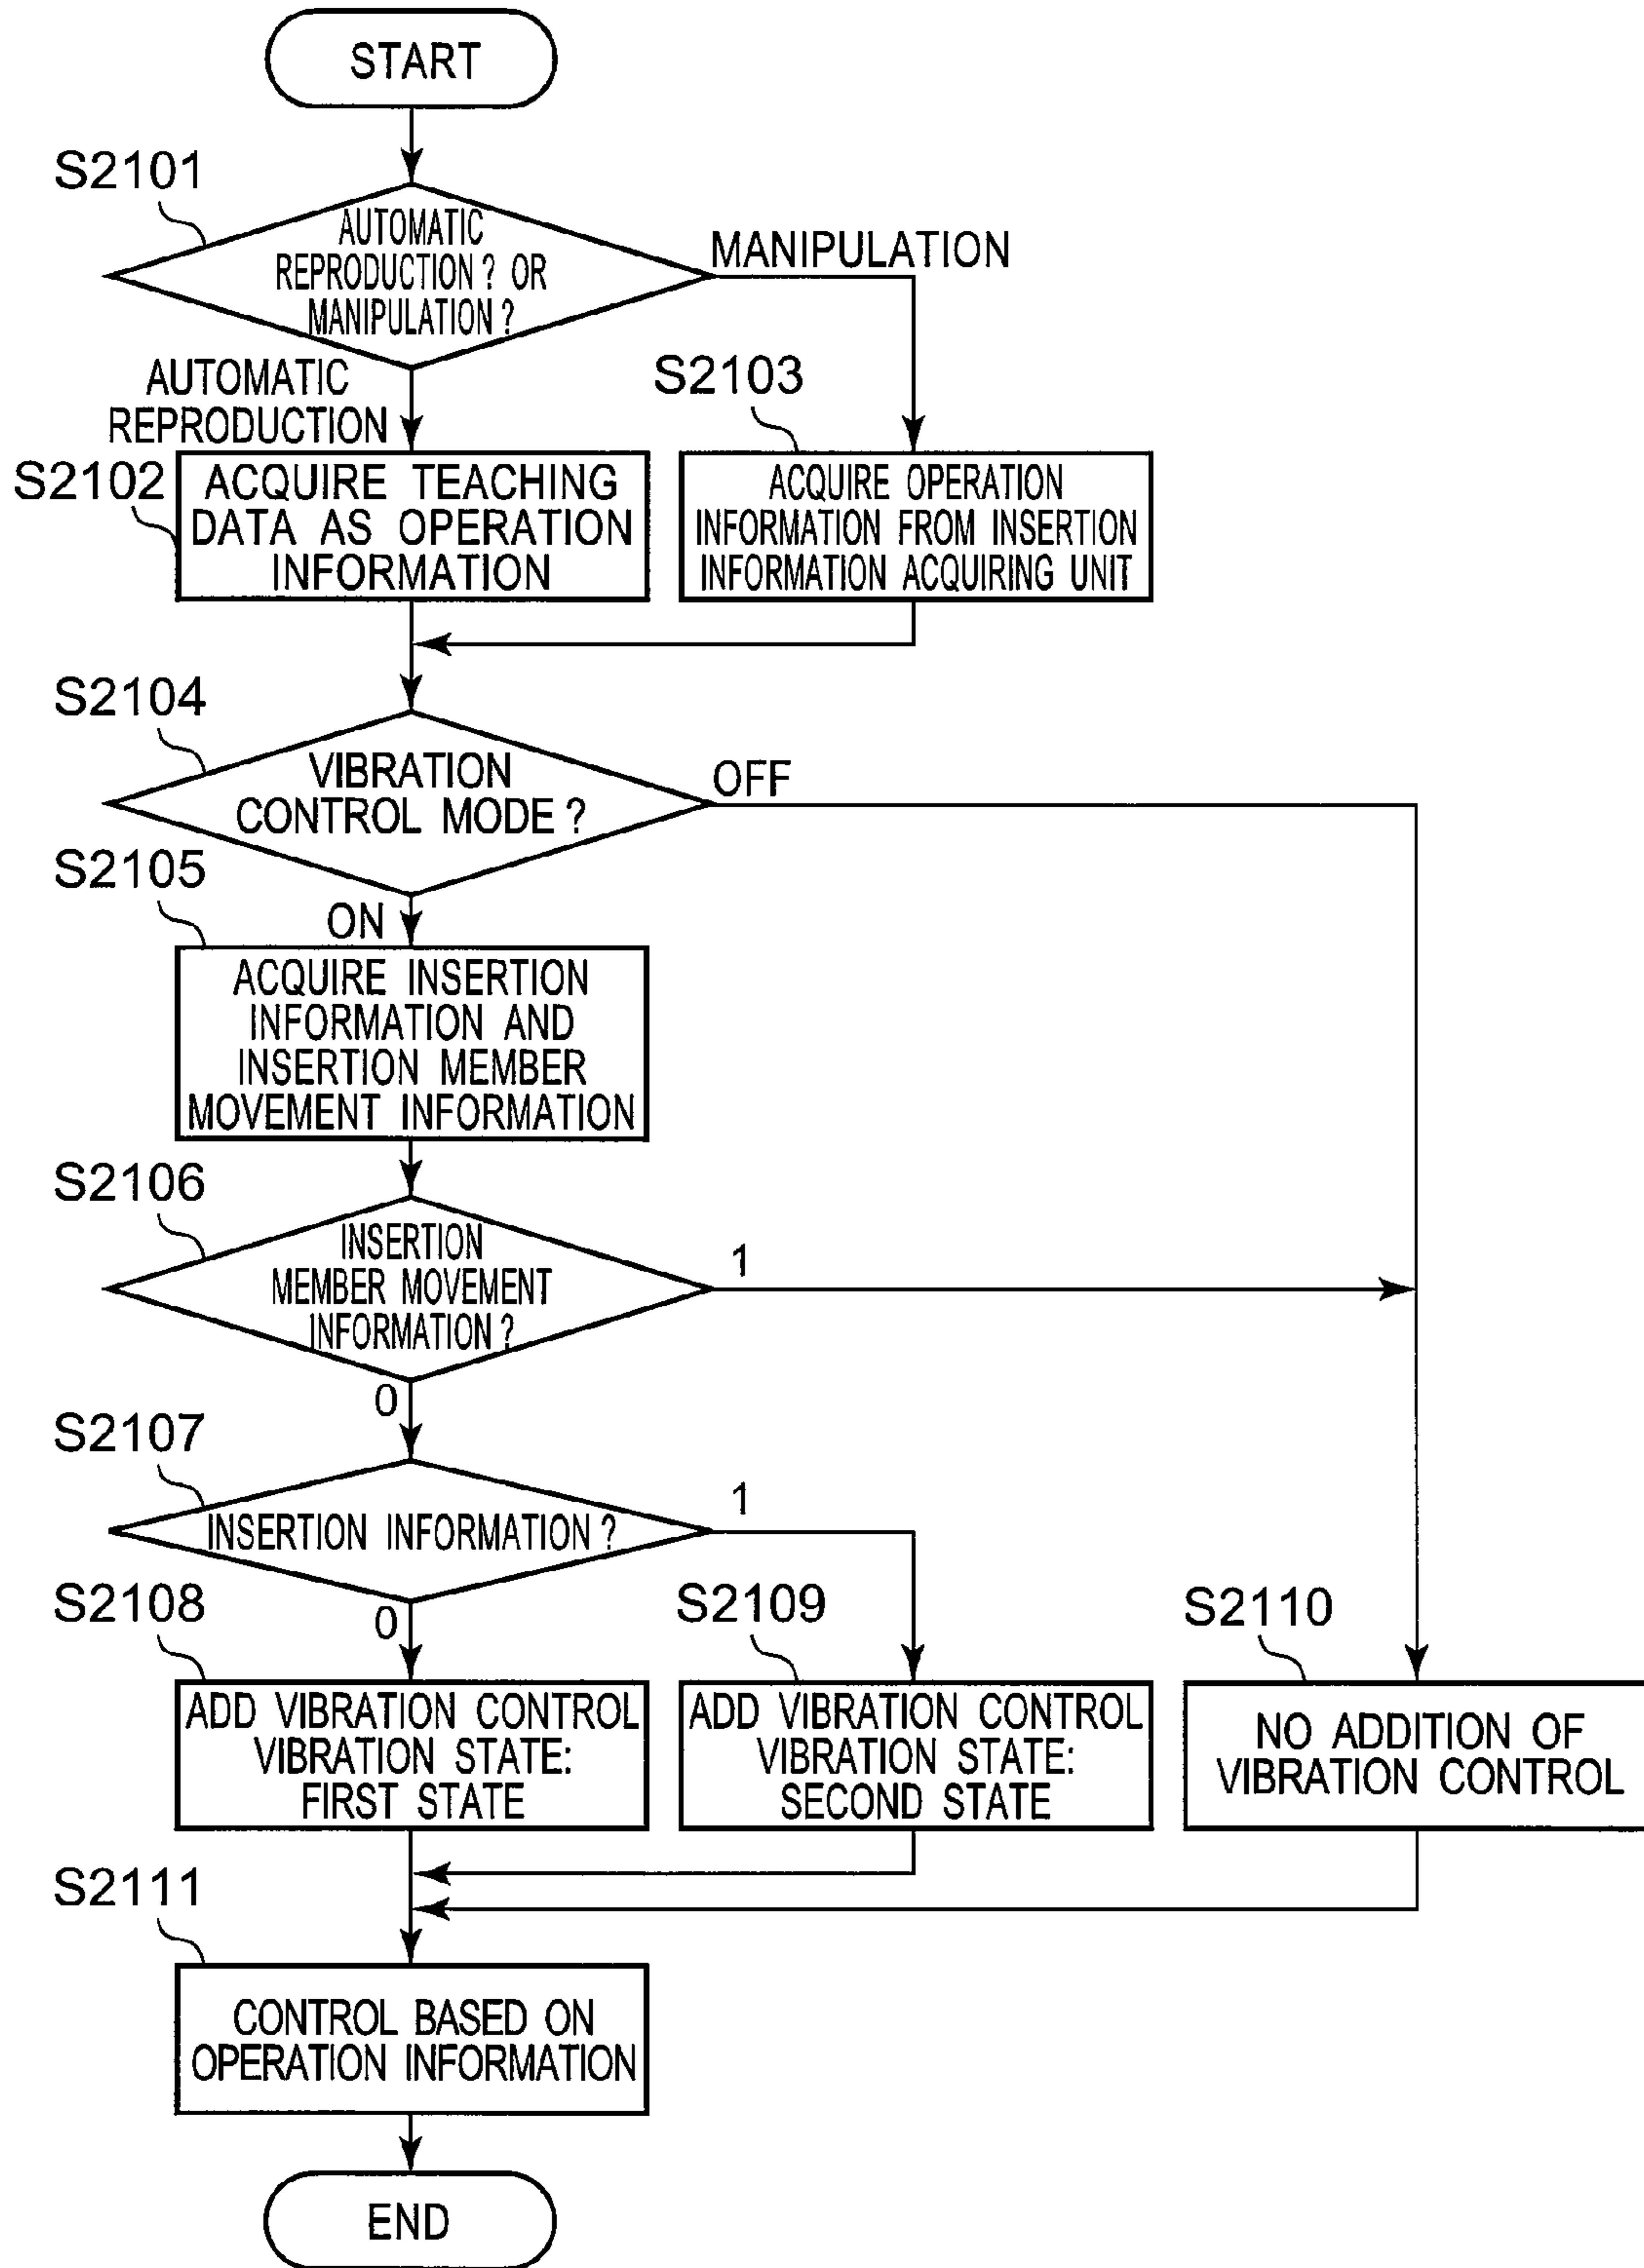 START
S2101
AUTOMATIC
REPRODUCTION? OR
MANIPULATION?
MANIPULATION
AUTOMATIC
REPRODUCTION
S2103
S2102
ACQUIRE TEACHING
DATA AS OPERATION
INFORMATION
ACQUIRE OPERATION
INFORMATION FROM INSERTION
INFORMATION ACQUIRING UNIT
S2104
VIBRATION
CONTROL MODE?
OFF
S2105
ON
ACQUIRE INSERTION
INFORMATION AND
INSERTION MEMBER
MOVEMENT INFORMATION
S2106
INSERTION
MEMBER MOVEMENT
INFORMATION?
1
0
S2107
INSERTION INFORMATION?
1
S2108
0
S2109
S2110
ADD VIBRATION CONTROL
VIBRATION STATE:
FIRST STATE
ADD VIBRATION CONTROL
VIBRATION STATE:
SECOND STATE
NO ADDITION OF
VIBRATION CONTROL
S2111
CONTROL BASED ON
OPERATION INFORMATION
END